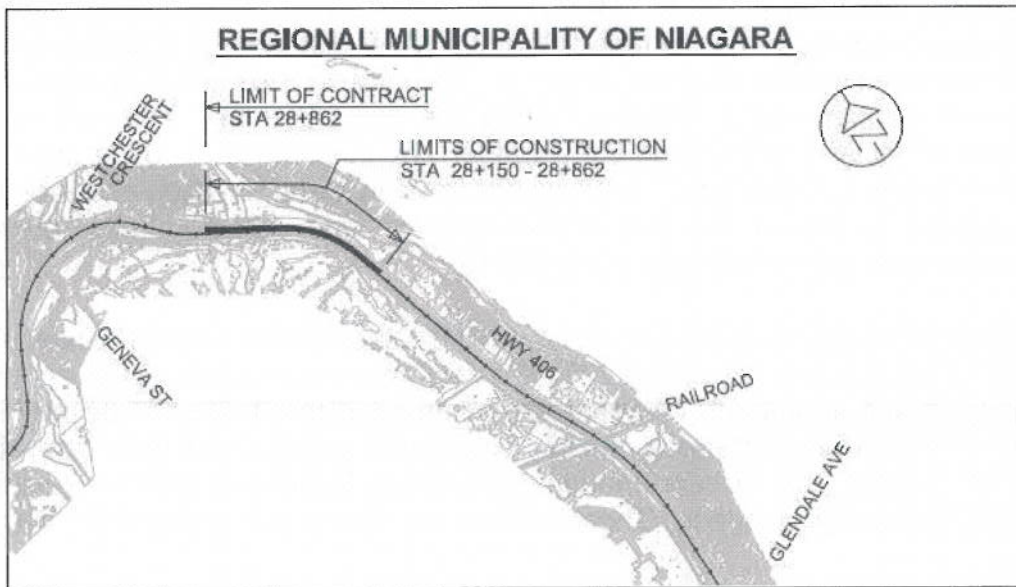 REGIONAL MUNICIPALITY OF NIAGARA
LIMIT OF CONTRACT
STA 28+862
LIMITS OF CONSTRUCTION
STA 28+150 - 28+862
WESTCHESTER
CRESCENT
GENEVA ST
HWY 406
RAILROAD
GLENDALE AVE